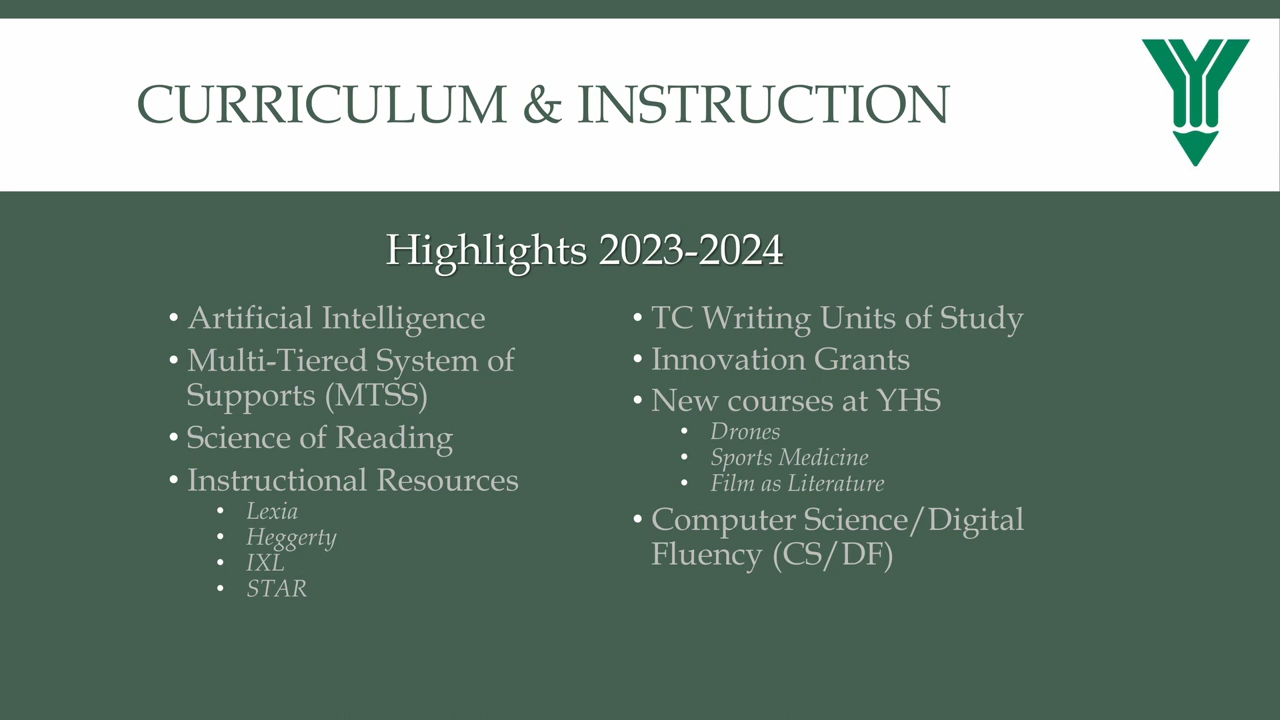 CURRICULUM & INSTRUCTION
Highlights 2023-2024
• Artificial Intelligence
• Multi-Tiered System of
Supports (MTSS)
• Science of Reading
• Instructional Resources
• Lexia
• Heggerty
• IXL
• STAR
• TC Writing Units of Study
• Innovation Grants
• New courses at YHS
• Drones
• Sports Medicine
• Film as Literature
• Computer Science/Digital
Fluency (CS/DF)